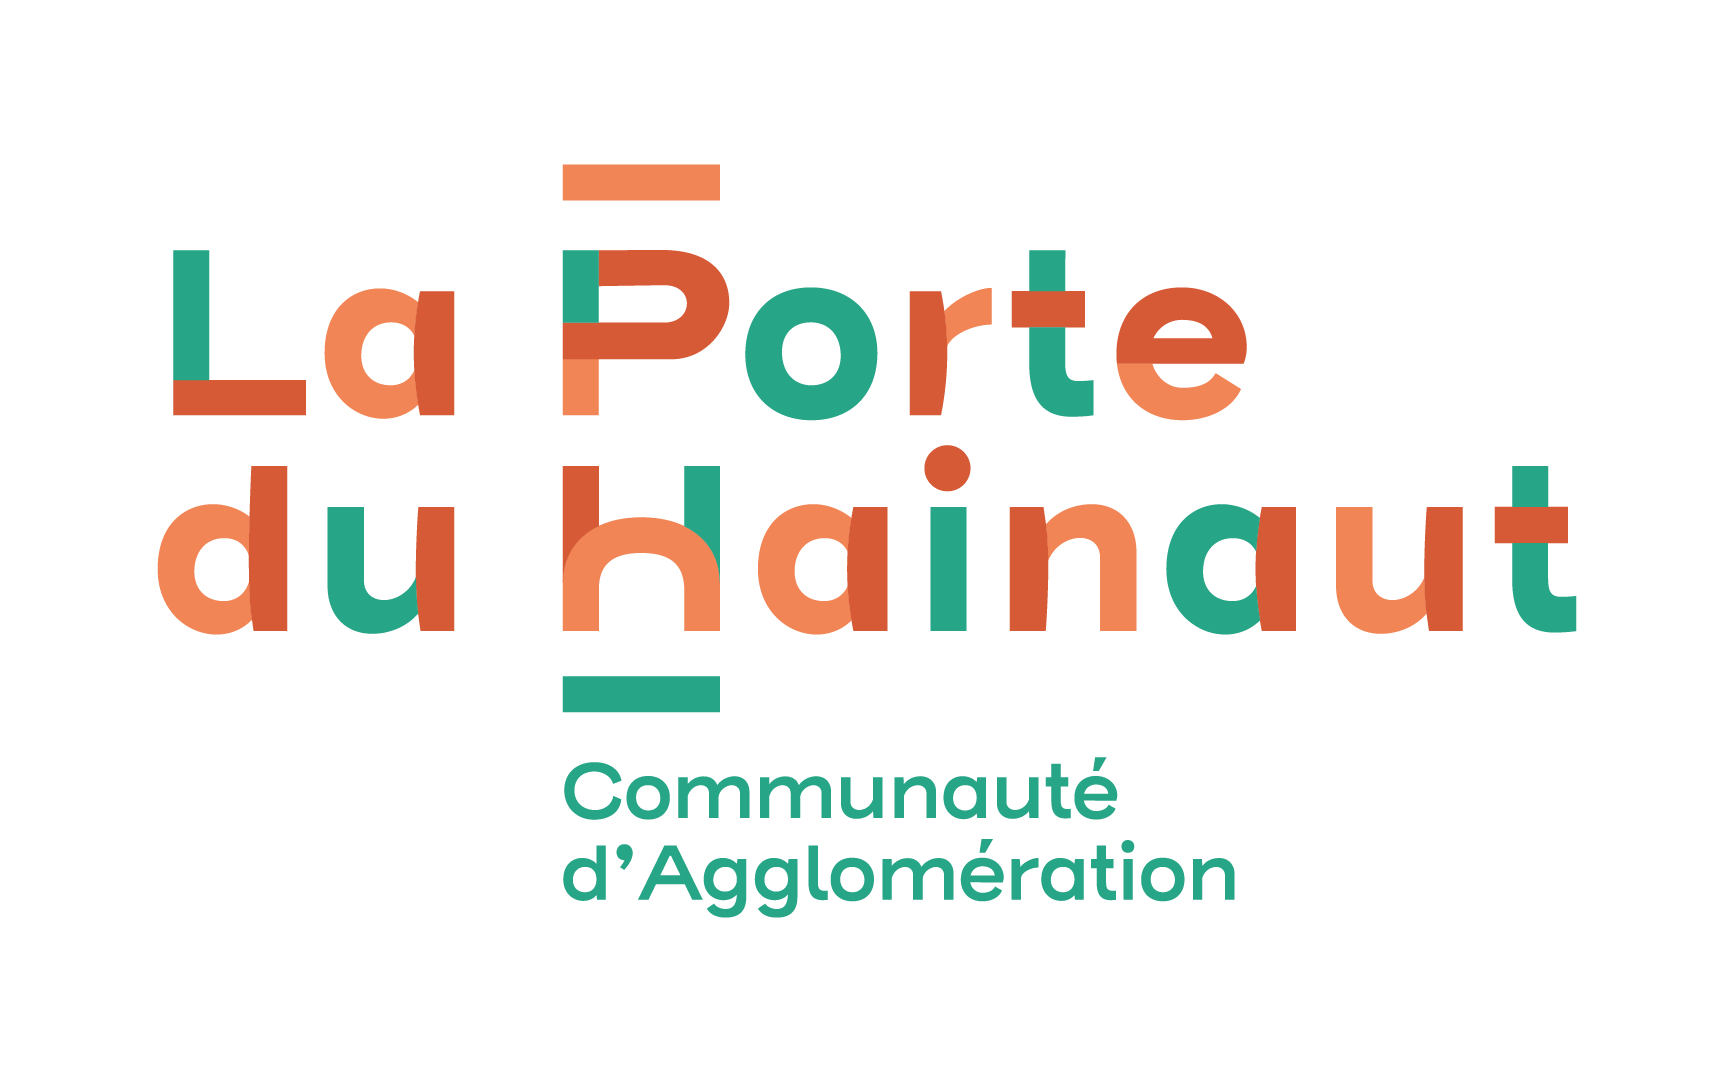 La Porte
du Hainaut
Communauté
d’Agglomération